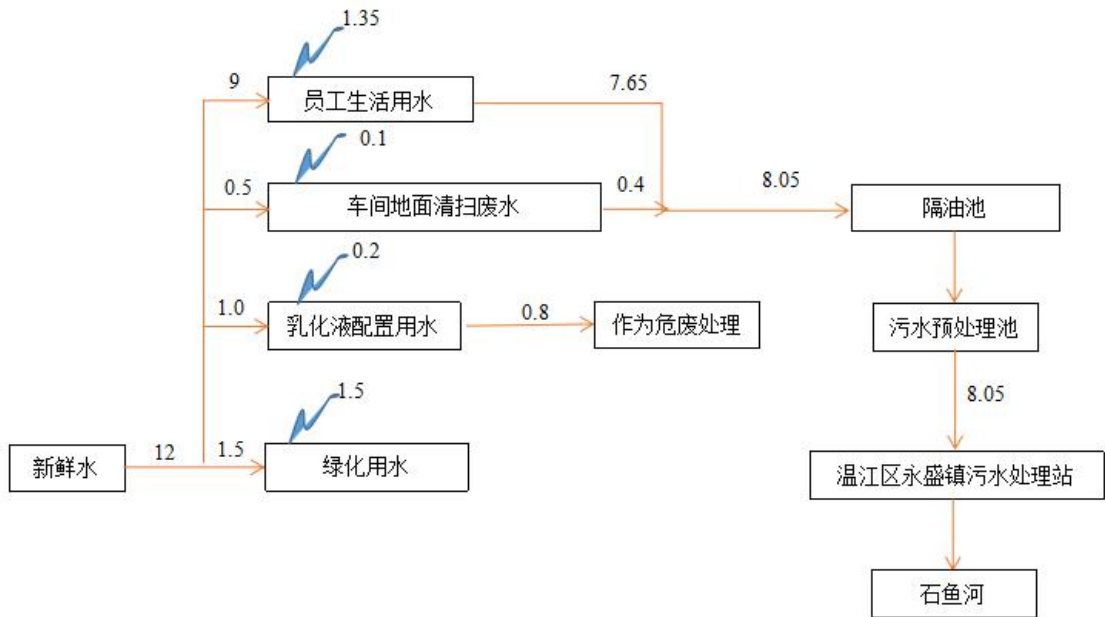 1.35
9
员工生活用水
7.65
0.1
0.5
车间地面清扫废水
0.4
8.05
隔油池
0.2
1.0
乳化液配置用水
0.8
作为危废处理
污水预处理池
8.05
1.5
新鲜水
12
1.5
绿化用水
温江区永盛镇污水处理站
石鱼河